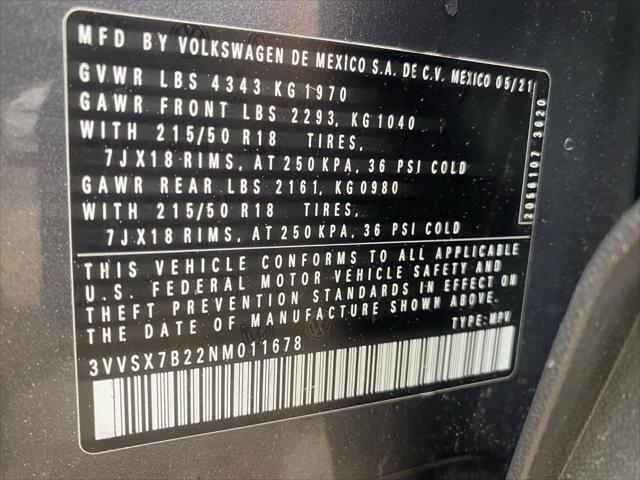 MFD BY VOLKSWAGEN DE MEXICO S.A. DE C.V. MEXICO 05/21
GVWR LBS 4343 KG 1970
GAWR FRONT LBS 2293, KG 1040
WITH 215/50 R18 TIRES,
7JX18 RIMS, AT 250 KPA, 36 PSI COLD
GAWR REAR LBS 2161, KG 0980
WITH 215/50 R18 TIRES,
7JX18 RIMS, AT 250 KPA, 36 PSI COLD
2056107 3620
THIS VEHICLE CONFORMS TO ALL APPLICABLE
U.S. FEDERAL MOTOR VEHICLE SAFETY AND
THEFT PREVENTION STANDARDS IN EFFECT ON
THE DATE OF MANUFACTURE SHOWN ABOVE.
TYPE: MPV
3VVSX7B22NM011678